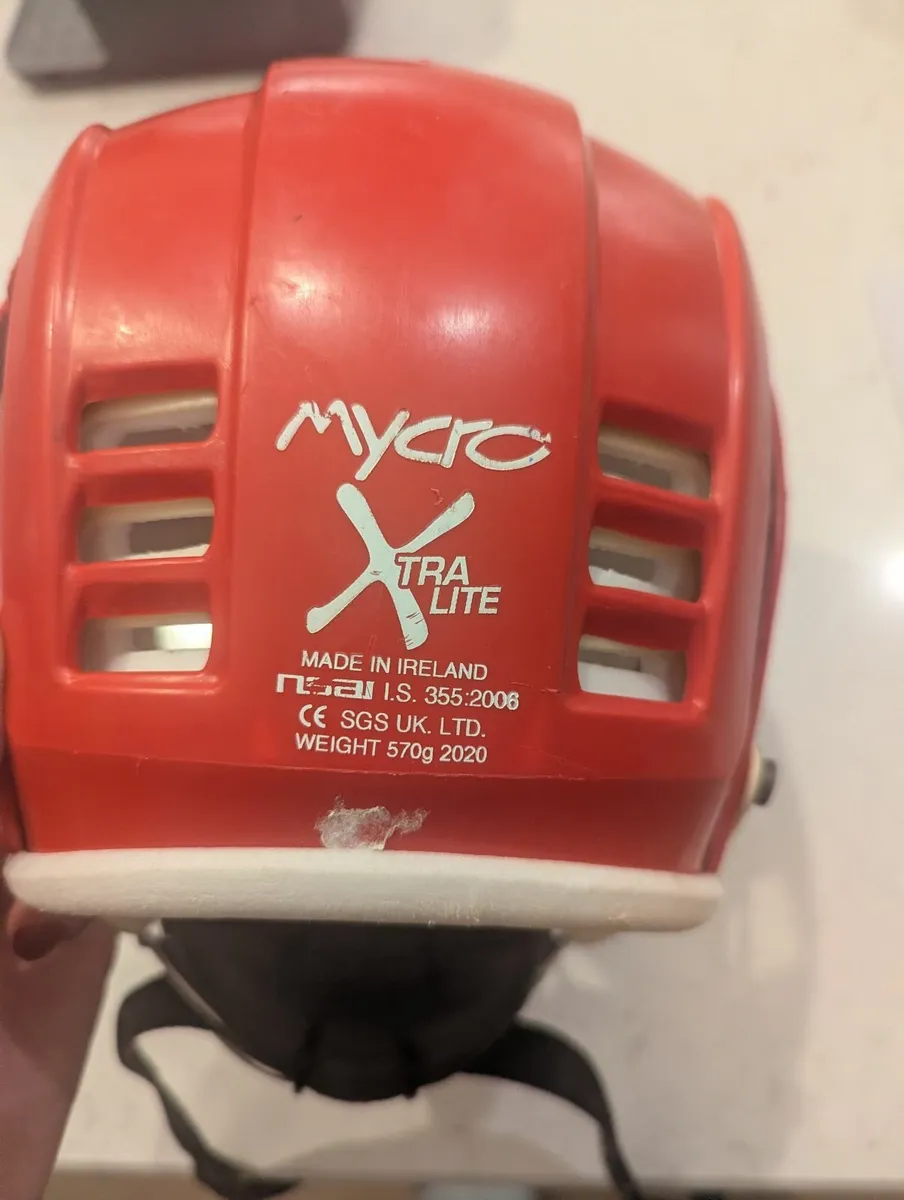 Mycro
XTRA
LITE
MADE IN IRELAND
nsai I.S. 355:2006
CE SGS UK. LTD.
WEIGHT 570g 2020